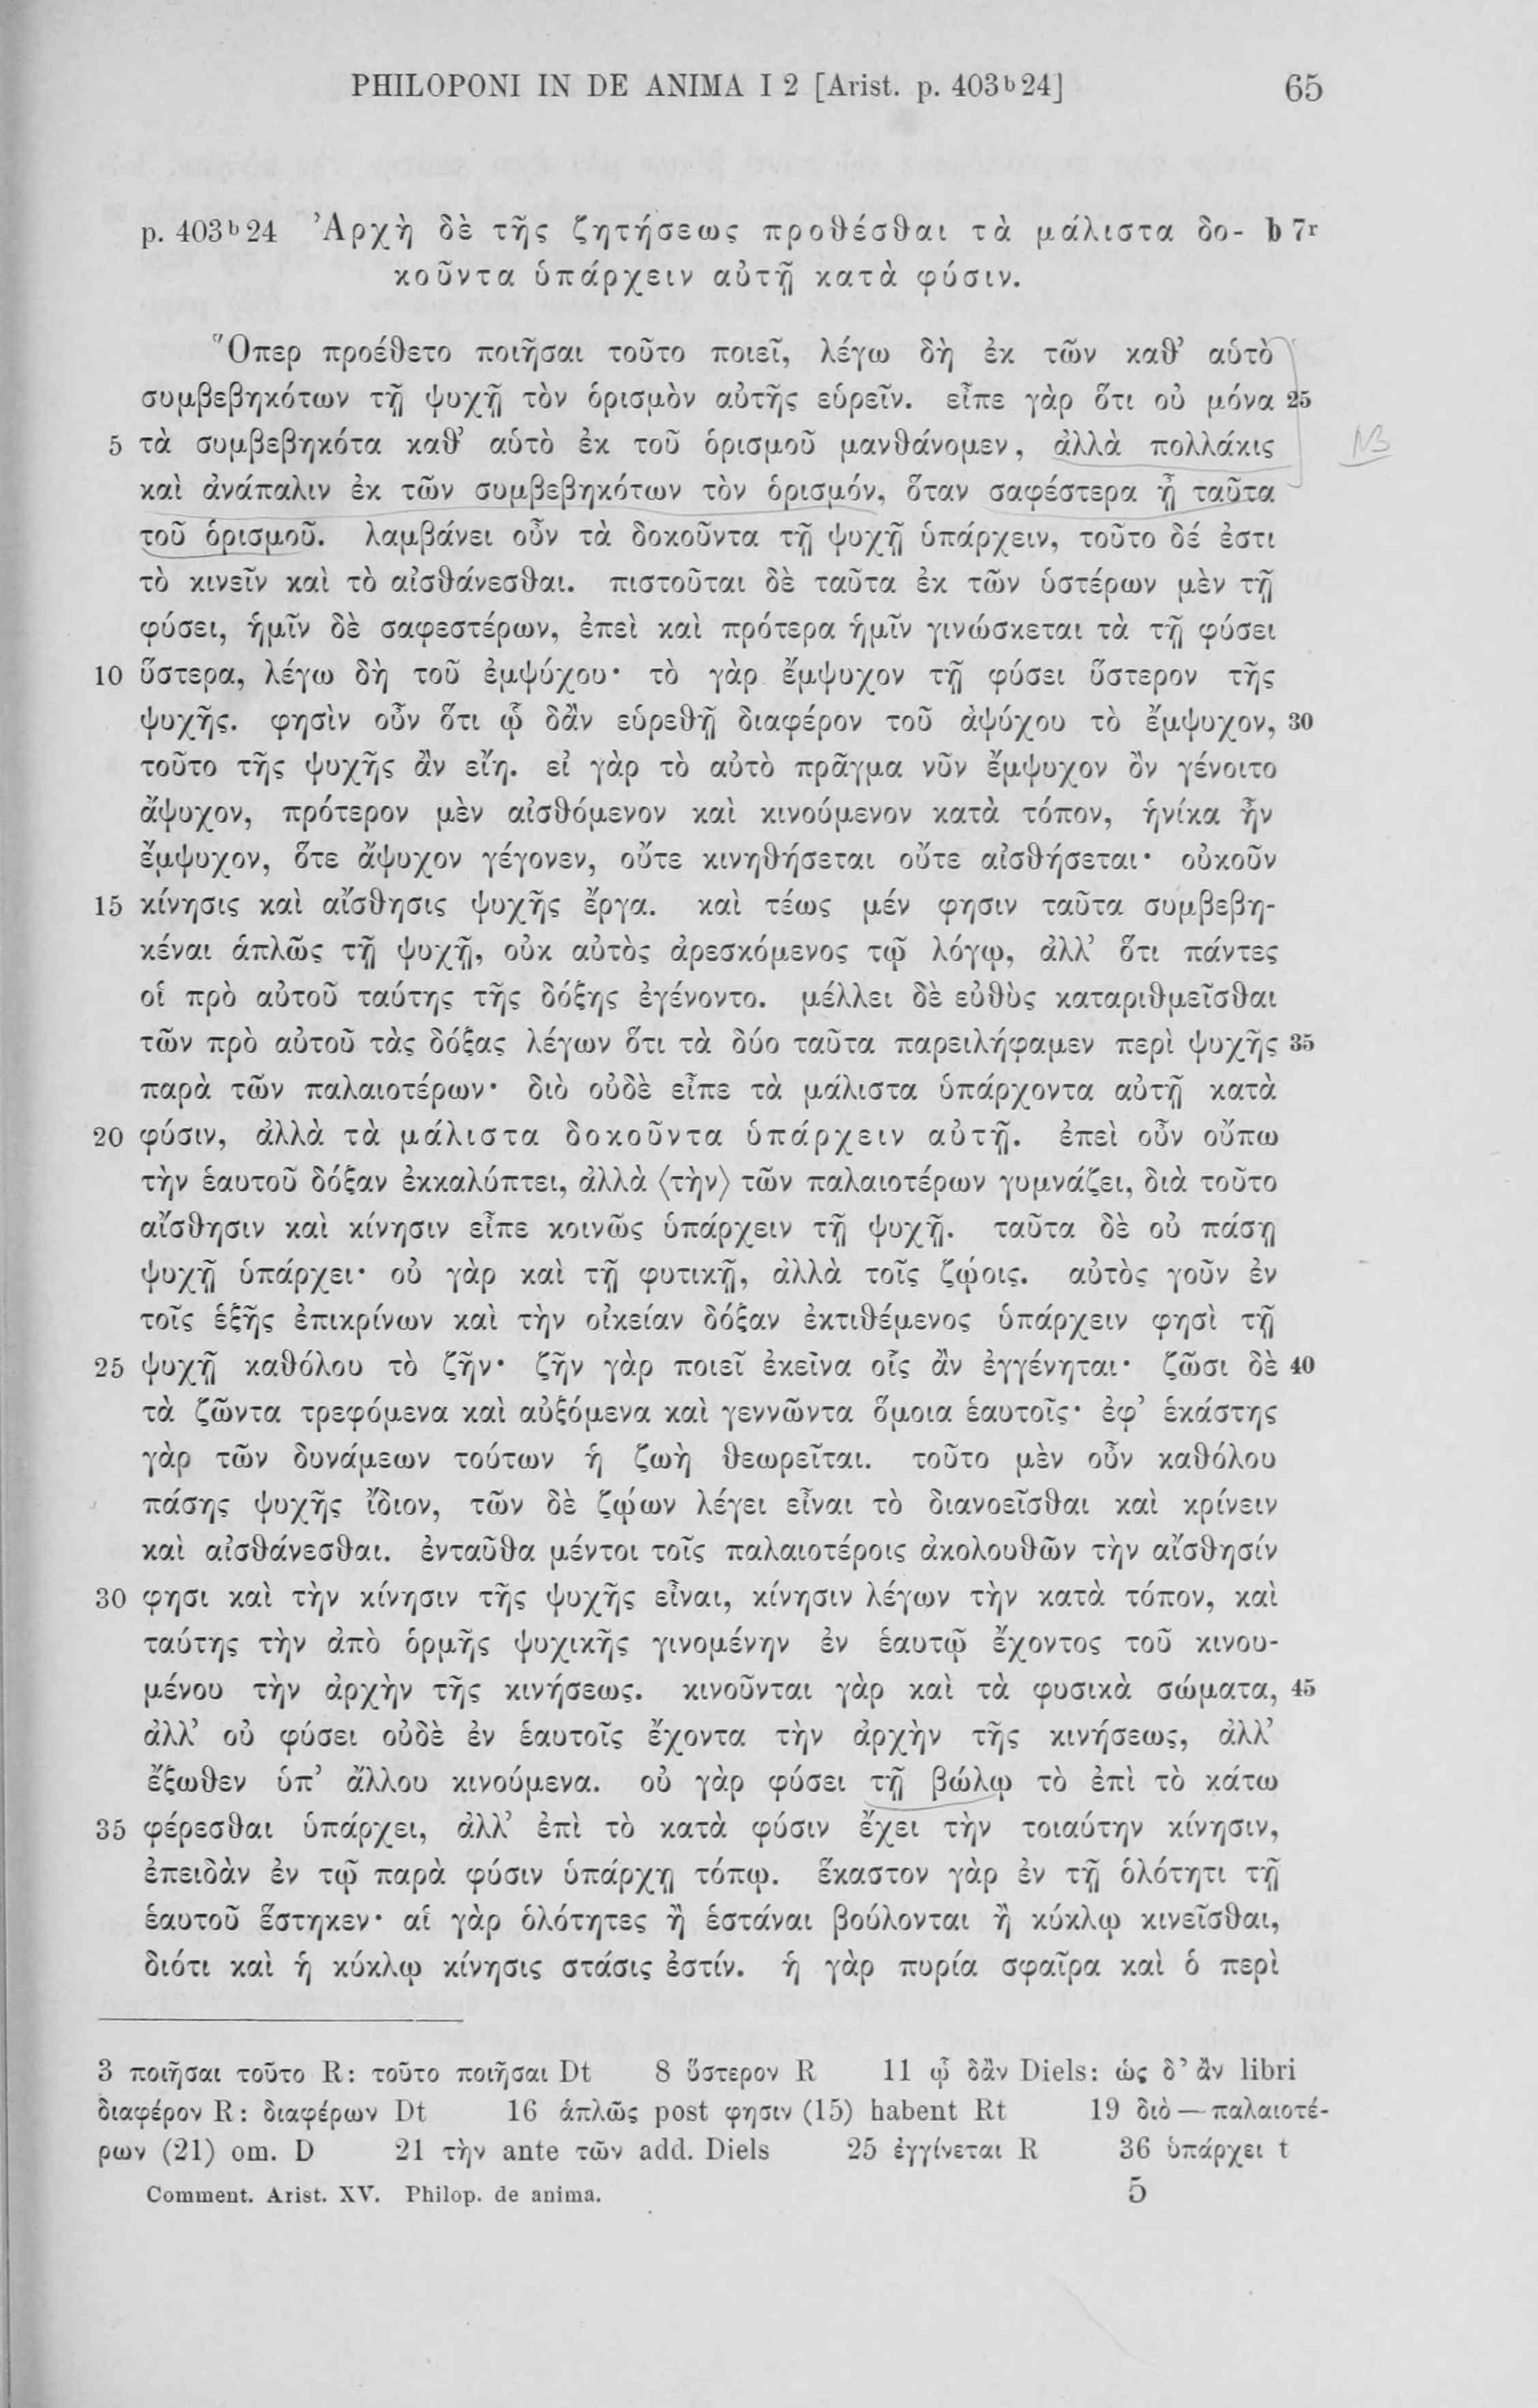 PHILOPONI IN DE ANIMA I 2 [Arist. p. 403b24] 65
p. 403b24 Ἀρχὴ δὲ τῆς ζητήσεως προθέσθαι τὰ μάλιστα δο- b 7r
κοῦντα ὑπάρχειν αὐτῇ κατὰ φύσιν.
Ὅπερ προέθετο ποιῆσαι τοῦτο ποιεῖ, λέγω δὴ ἐκ τῶν καθ’ αὑτὸ
συμβεβηκότων τῇ ψυχῇ τὸν ὁρισμὸν αὐτῆς εὑρεῖν. εἶπε γὰρ ὅτι οὐ μόνα 25
5 τὰ συμβεβηκότα καθ’ αὑτὸ ἐκ τοῦ ὁρισμοῦ μανθάνομεν, ἀλλὰ πολλάκις NB
καὶ ἀνάπαλιν ἐκ τῶν συμβεβηκότων τὸν ὁρισμόν, ὅταν σαφέστερα ᾖ ταῦτα
τοῦ ὁρισμοῦ. λαμβάνει οὖν τὰ δοκοῦντα τῇ ψυχῇ ὑπάρχειν, τοῦτο δέ ἐστι
τὸ κινεῖν καὶ τὸ αἰσθάνεσθαι. πιστοῦται δὲ ταῦτα ἐκ τῶν ὑστέρων μὲν τῇ
φύσει, ἡμῖν δὲ σαφεστέρων, ἐπεὶ καὶ πρότερα ἡμῖν γινώσκεται τὰ τῇ φύσει
10 ὕστερα, λέγω δὴ τοῦ ἐμψύχου· τὸ γὰρ ἔμψυχον τῇ φύσει ὕστερον τῆς
ψυχῆς. φησὶν οὖν ὅτι ᾧ δἂν εὑρεθῇ διαφέρον τοῦ ἀψύχου τὸ ἔμψυχον, 30
τοῦτο τῆς ψυχῆς ἂν εἴη. εἰ γὰρ τὸ αὐτὸ πρᾶγμα νῦν ἔμψυχον ὂν γένοιτο
ἄψυχον, πρότερον μὲν αἰσθόμενον καὶ κινούμενον κατὰ τόπον, ἡνίκα ἦν
ἔμψυχον, ὅτε ἄψυχον γέγονεν, οὔτε κινηθήσεται οὔτε αἰσθήσεται· οὐκοῦν
15 κίνησις καὶ αἴσθησις ψυχῆς ἔργα. καὶ τέως μέν φησιν ταῦτα συμβεβη-
κέναι ἁπλῶς τῇ ψυχῇ, οὐκ αὐτὸς ἀρεσκόμενος τῷ λόγῳ, ἀλλ’ ὅτι πάντες
οἱ πρὸ αὐτοῦ ταύτης τῆς δόξης ἐγένοντο. μέλλει δὲ εὐθὺς καταριθμεῖσθαι
τῶν πρὸ αὐτοῦ τὰς δόξας λέγων ὅτι τὰ δύο ταῦτα παρειλήφαμεν περὶ ψυχῆς 35
παρὰ τῶν παλαιοτέρων· διὸ οὐδὲ εἶπε τὰ μάλιστα ὑπάρχοντα αὐτῇ κατὰ
20 φύσιν, ἀλλὰ τὰ μάλιστα δοκοῦντα ὑπάρχειν αὐτῇ. ἐπεὶ οὖν οὔπω
τὴν ἑαυτοῦ δόξαν ἐκκαλύπτει, ἀλλὰ ⟨τὴν⟩ τῶν παλαιοτέρων γυμνάζει, διὰ τοῦτο
αἴσθησιν καὶ κίνησιν εἶπε κοινῶς ὑπάρχειν τῇ ψυχῇ. ταῦτα δὲ οὐ πάσῃ
ψυχῇ ὑπάρχει· οὐ γὰρ καὶ τῇ φυτικῇ, ἀλλὰ τοῖς ζῴοις. αὐτὸς γοῦν ἐν
τοῖς ἑξῆς ἐπικρίνων καὶ τὴν οἰκείαν δόξαν ἐκτιθέμενος ὑπάρχειν φησὶ τῇ
25 ψυχῇ καθόλου τὸ ζῆν· ζῆν γὰρ ποιεῖ ἐκεῖνα οἷς ἂν ἐγγένηται· ζῶσι δὲ 40
τὰ ζῶντα τρεφόμενα καὶ αὐξόμενα καὶ γεννῶντα ὅμοια ἑαυτοῖς· ἐφ’ ἑκάστης
γὰρ τῶν δυνάμεων τούτων ἡ ζωὴ θεωρεῖται. τοῦτο μὲν οὖν καθόλου
πάσης ψυχῆς ἴδιον, τῶν δὲ ζῴων λέγει εἶναι τὸ διανοεῖσθαι καὶ κρίνειν
καὶ αἰσθάνεσθαι. ἐνταῦθα μέντοι τοῖς παλαιοτέροις ἀκολουθῶν τὴν αἴσθησίν
30 φησι καὶ τὴν κίνησιν τῆς ψυχῆς εἶναι, κίνησιν λέγων τὴν κατὰ τόπον, καὶ
ταύτης τὴν ἀπὸ ὁρμῆς ψυχικῆς γινομένην ἐν ἑαυτῷ ἔχοντος τοῦ κινου-
μένου τὴν ἀρχὴν τῆς κινήσεως. κινοῦνται γὰρ καὶ τὰ φυσικὰ σώματα, 45
ἀλλ’ οὐ φύσει οὐδὲ ἐν ἑαυτοῖς ἔχοντα τὴν ἀρχὴν τῆς κινήσεως, ἀλλ’
ἔξωθεν ὑπ’ ἄλλου κινούμενα. οὐ γὰρ φύσει τῇ βώλῳ τὸ ἐπὶ τὸ κάτω
35 φέρεσθαι ὑπάρχει, ἀλλ’ ἐπὶ τὸ κατὰ φύσιν ἔχει τὴν τοιαύτην κίνησιν,
ἐπειδὰν ἐν τῷ παρὰ φύσιν ὑπάρχῃ τόπῳ. ἕκαστον γὰρ ἐν τῇ ὁλότητι τῇ
ἑαυτοῦ ἕστηκεν· αἱ γὰρ ὁλότητες ἢ ἑστάναι βούλονται ἢ κύκλῳ κινεῖσθαι,
διότι καὶ ἡ κύκλῳ κίνησις στάσις ἐστίν. ἡ γὰρ πυρία σφαῖρα καὶ ὁ περὶ
3 ποιῆσαι τοῦτο R: τοῦτο ποιῆσαι Dt 8 ὕστερον R 11 ᾧ δἂν Diels: ὡς δ’ ἂν libri
διαφέρον R: διαφέρων Dt 16 ἁπλῶς post φησιν (15) habent Rt 19 διὸ — παλαιοτέ-
ρων (21) om. D 21 τὴν ante τῶν add. Diels 25 ἐγγίνεται R 36 ὑπάρχει t
Comment. Arist. XV. Philop. de anima. 5